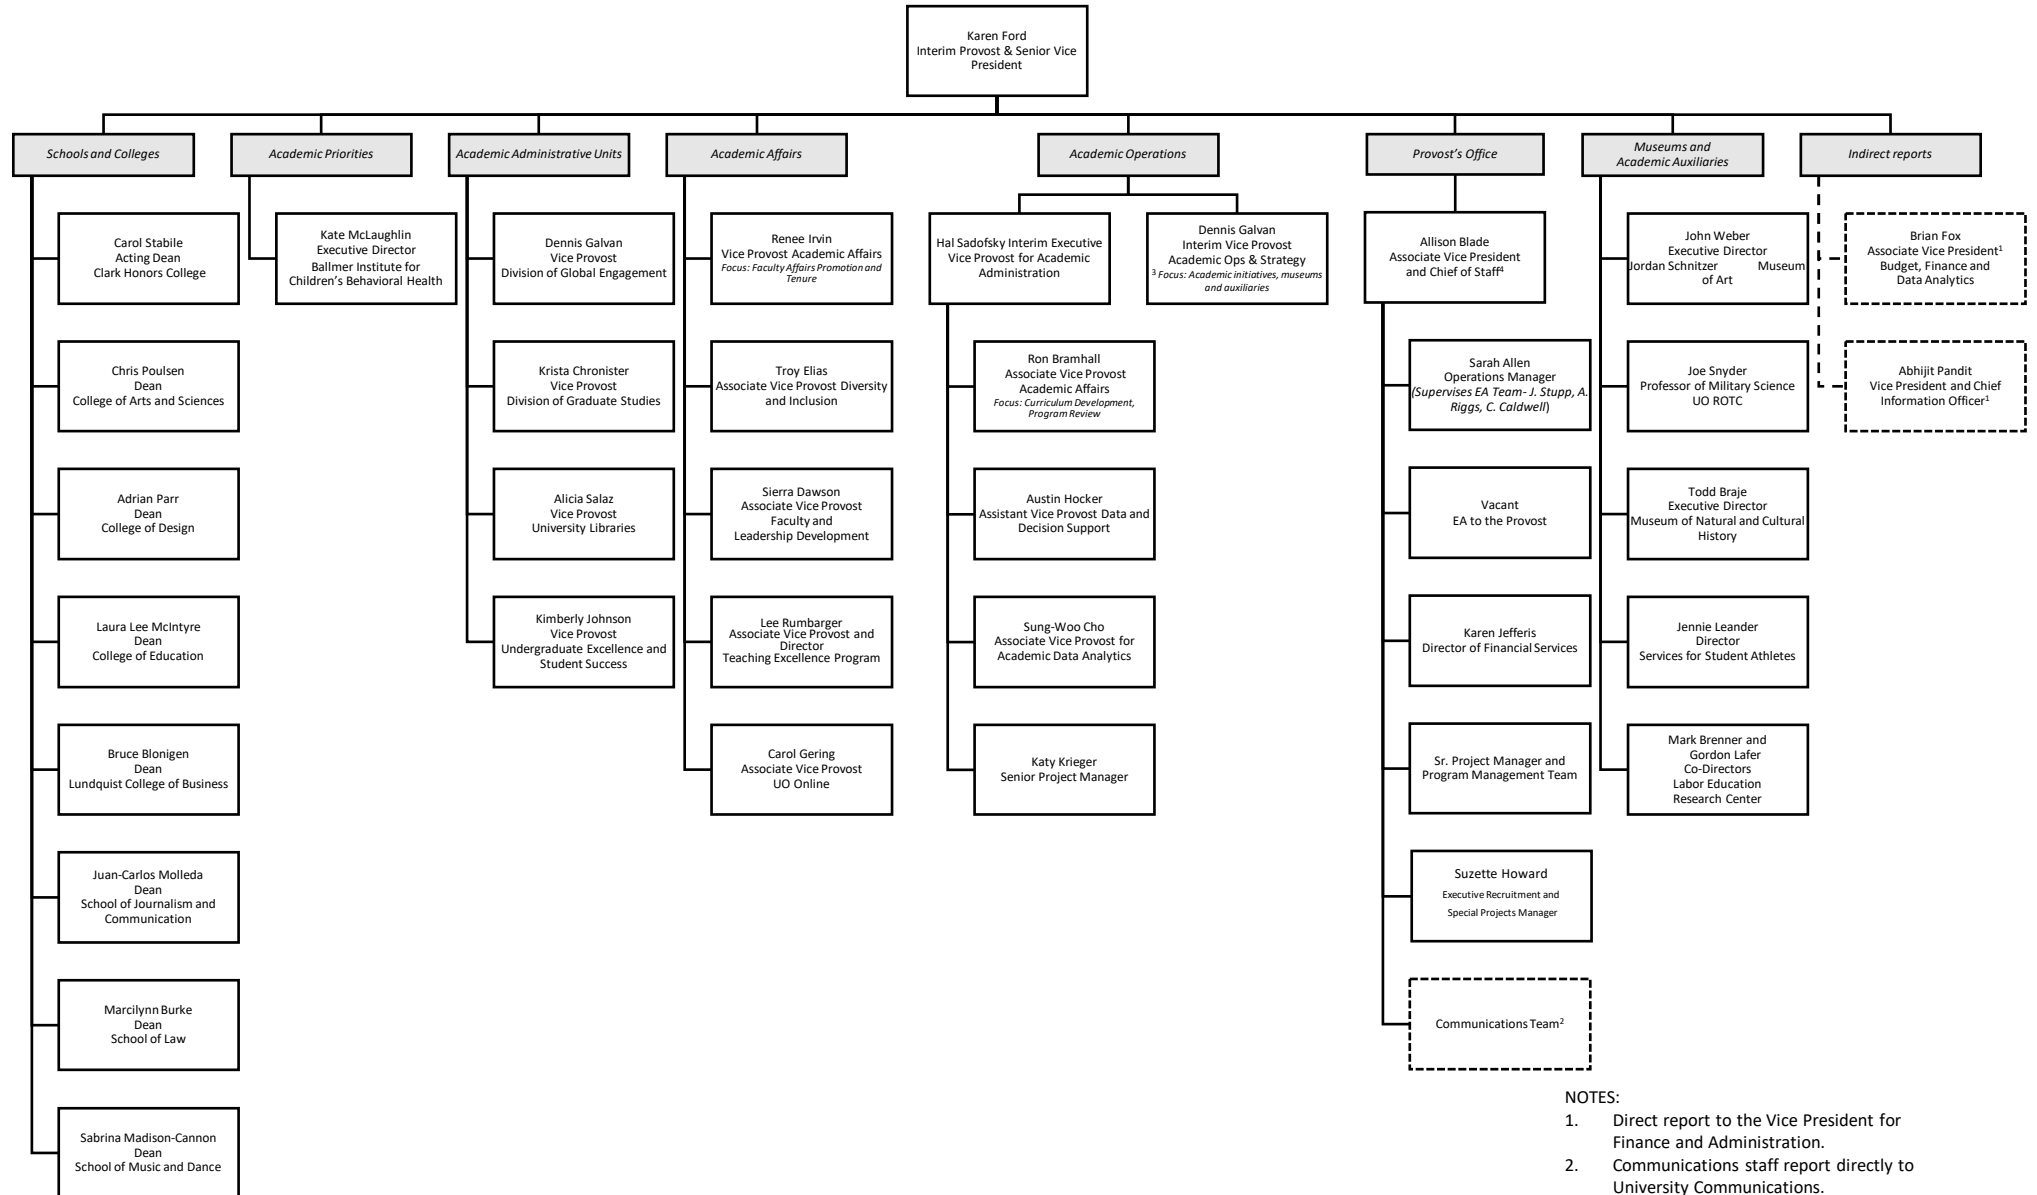 Karen Ford
Interim Provost & Senior Vice
President
Schools and Colleges
Academic Priorities
Academic Administrative Units
Academic Affairs
Academic Operations
Provost's Office
Museums and
Academic Auxiliaries
Indirect reports
Carol Stabile
Acting Dean
Clark Honors College
Chris Poulsen
Dean
College of Arts and Sciences
Adrian Parr
Dean
College of Design
Laura Lee McIntyre
Dean
College of Education
Bruce Blonigen
Dean
Lundquist College of Business
Juan-Carlos Molleda
Dean
School of Journalism and
Communication
Marcilynn Burke
Dean
School of Law
Sabrina Madison-Cannon
Dean
School of Music and Dance
Kate McLaughlin
Executive Director
Ballmer Institute for
Children's Behavioral Health
Dennis Galvan
Vice Provost
Division of Global Engagement
Krista Chronister
Vice Provost
Division of Graduate Studies
Alicia Salaz
Vice Provost
University Libraries
Kimberly Johnson
Vice Provost
Undergraduate Excellence and
Student Success
Renee Irvin
Vice Provost Academic Affairs
Focus: Faculty Affairs Promotion and
Tenure
Troy Elias
Associate Vice Provost Diversity
and Inclusion
Sierra Dawson
Associate Vice Provost
Faculty and
Leadership Development
Lee Rumbarger
Associate Vice Provost and
Director
Teaching Excellence Program
Carol Gering
Associate Vice Provost
UO Online
Hal Sadofsky Interim Executive
Vice Provost for Academic
Administration
Dennis Galvan
Interim Vice Provost
Academic Ops & Strategy
3 Focus: Academic initiatives, museums
and auxiliaries
Ron Bramhall
Associate Vice Provost
Academic Affairs
Focus: Curriculum Development,
Program Review
Austin Hocker
Assistant Vice Provost Data and
Decision Support
Sung-Woo Cho
Associate Vice Provost for
Academic Data Analytics
Katy Krieger
Senior Project Manager
Allison Blade
Associate Vice President
and Chief of Staff4
Sarah Allen
Operations Manager
(Supervises EA Team- J. Stupp, A.
Riggs, C. Caldwell)
Vacant
EA to the Provost
Karen Jefferis
Director of Financial Services
Sr. Project Manager and
Program Management Team
Suzette Howard
Executive Recruitment and
Special Projects Manager
Communications Team2
John Weber
Executive Director
Jordan Schnitzer Museum
of Art
Joe Snyder
Professor of Military Science
UO ROTC
Todd Braje
Executive Director
Museum of Natural and Cultural
History
Jennie Leander
Director
Services for Student Athletes
Mark Brenner and
Gordon Lafer
Co-Directors
Labor Education
Research Center
Brian Fox
Associate Vice President1
Budget, Finance and
Data Analytics
Abhijit Pandit
Vice President and Chief
Information Officer1
NOTES:
1. Direct report to the Vice President for
Finance and Administration.
2. Communications staff report directly to
University Communications.